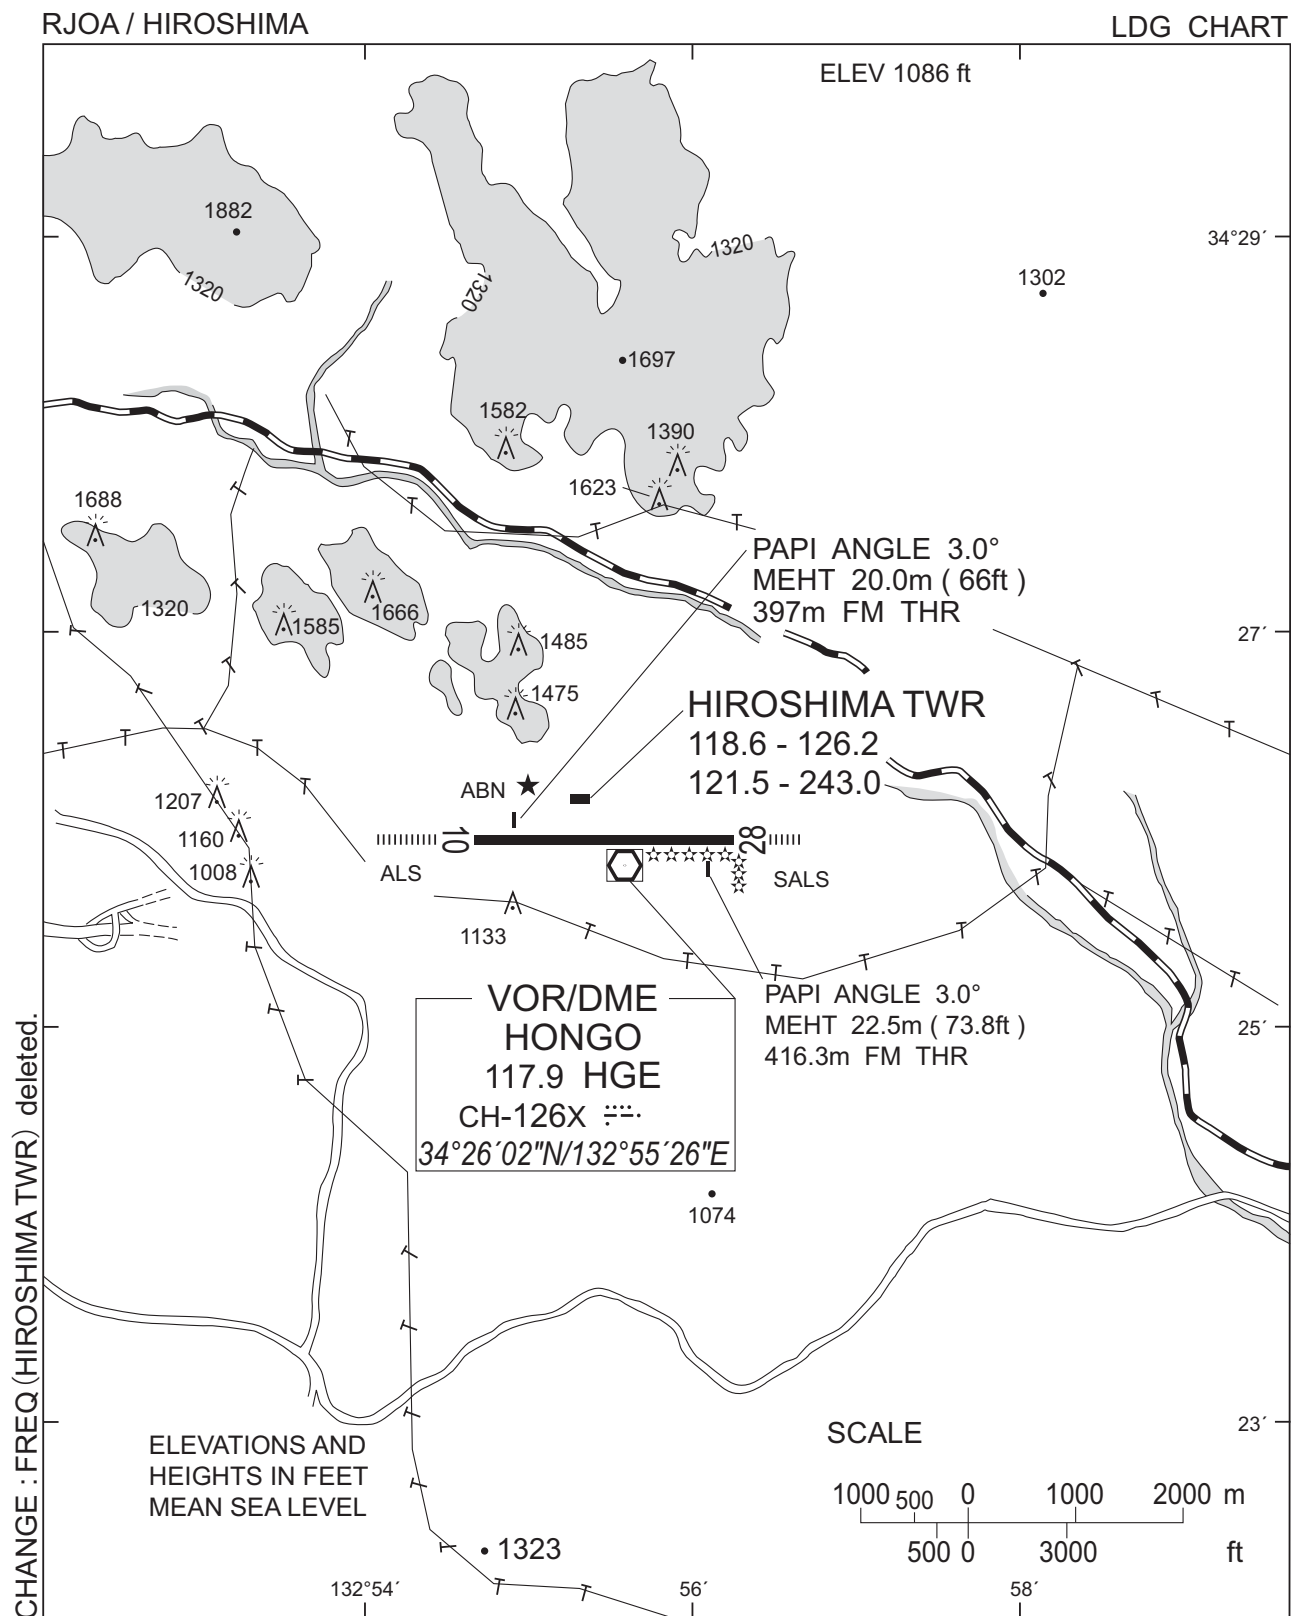 RJOA / HIROSHIMA
LDG CHART
ELEV 1086 ft
1882
34°29´
1320
1320
1320
1302
1697
1582
1390
1623
1688
PAPI ANGLE 3.0°
MEHT 20.0m ( 66ft )
397m FM THR
1320
1666
1585
1485
27´
1475
HIROSHIMA TWR
118.6 - 126.2
121.5 - 243.0
ABN
1207
1160
10
28
1008
ALS
SALS
1133
VOR/DME
HONGO
117.9 HGE
CH-126X
34°26´02"N/132°55´26"E
PAPI ANGLE 3.0°
MEHT 22.5m ( 73.8ft )
416.3m FM THR
25´
1074
CHANGE : FREQ (HIROSHIMA TWR) deleted.
23´
ELEVATIONS AND
HEIGHTS IN FEET
MEAN SEA LEVEL
SCALE
1000 500 0 1000 2000 m
500 0 3000 ft
1323
132°54´
56´
58´